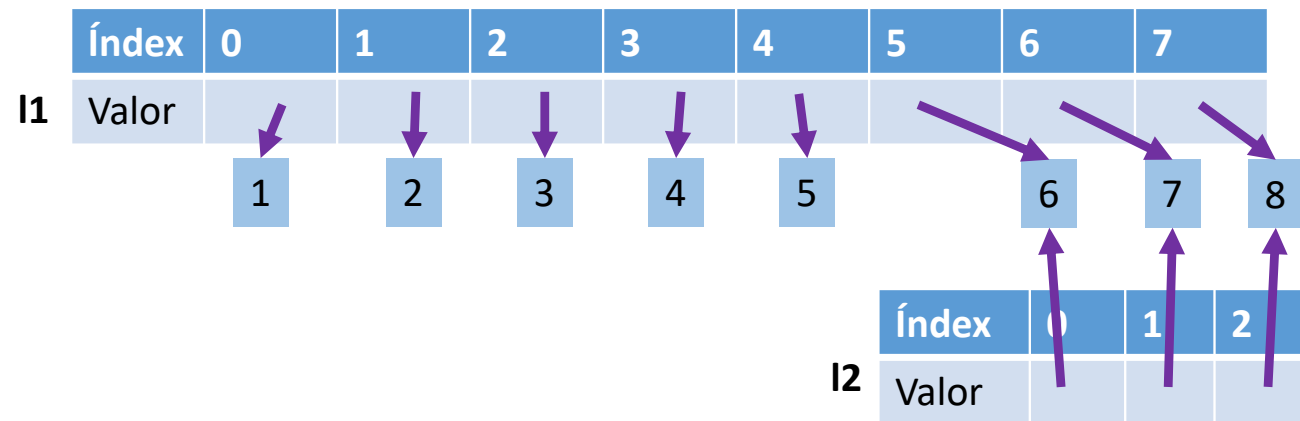 Índex 0 1 2 3 4 5 6 7
l1 Valor
1 2 3 4 5 6 7 8
Índex 0 1 2
l2 Valor